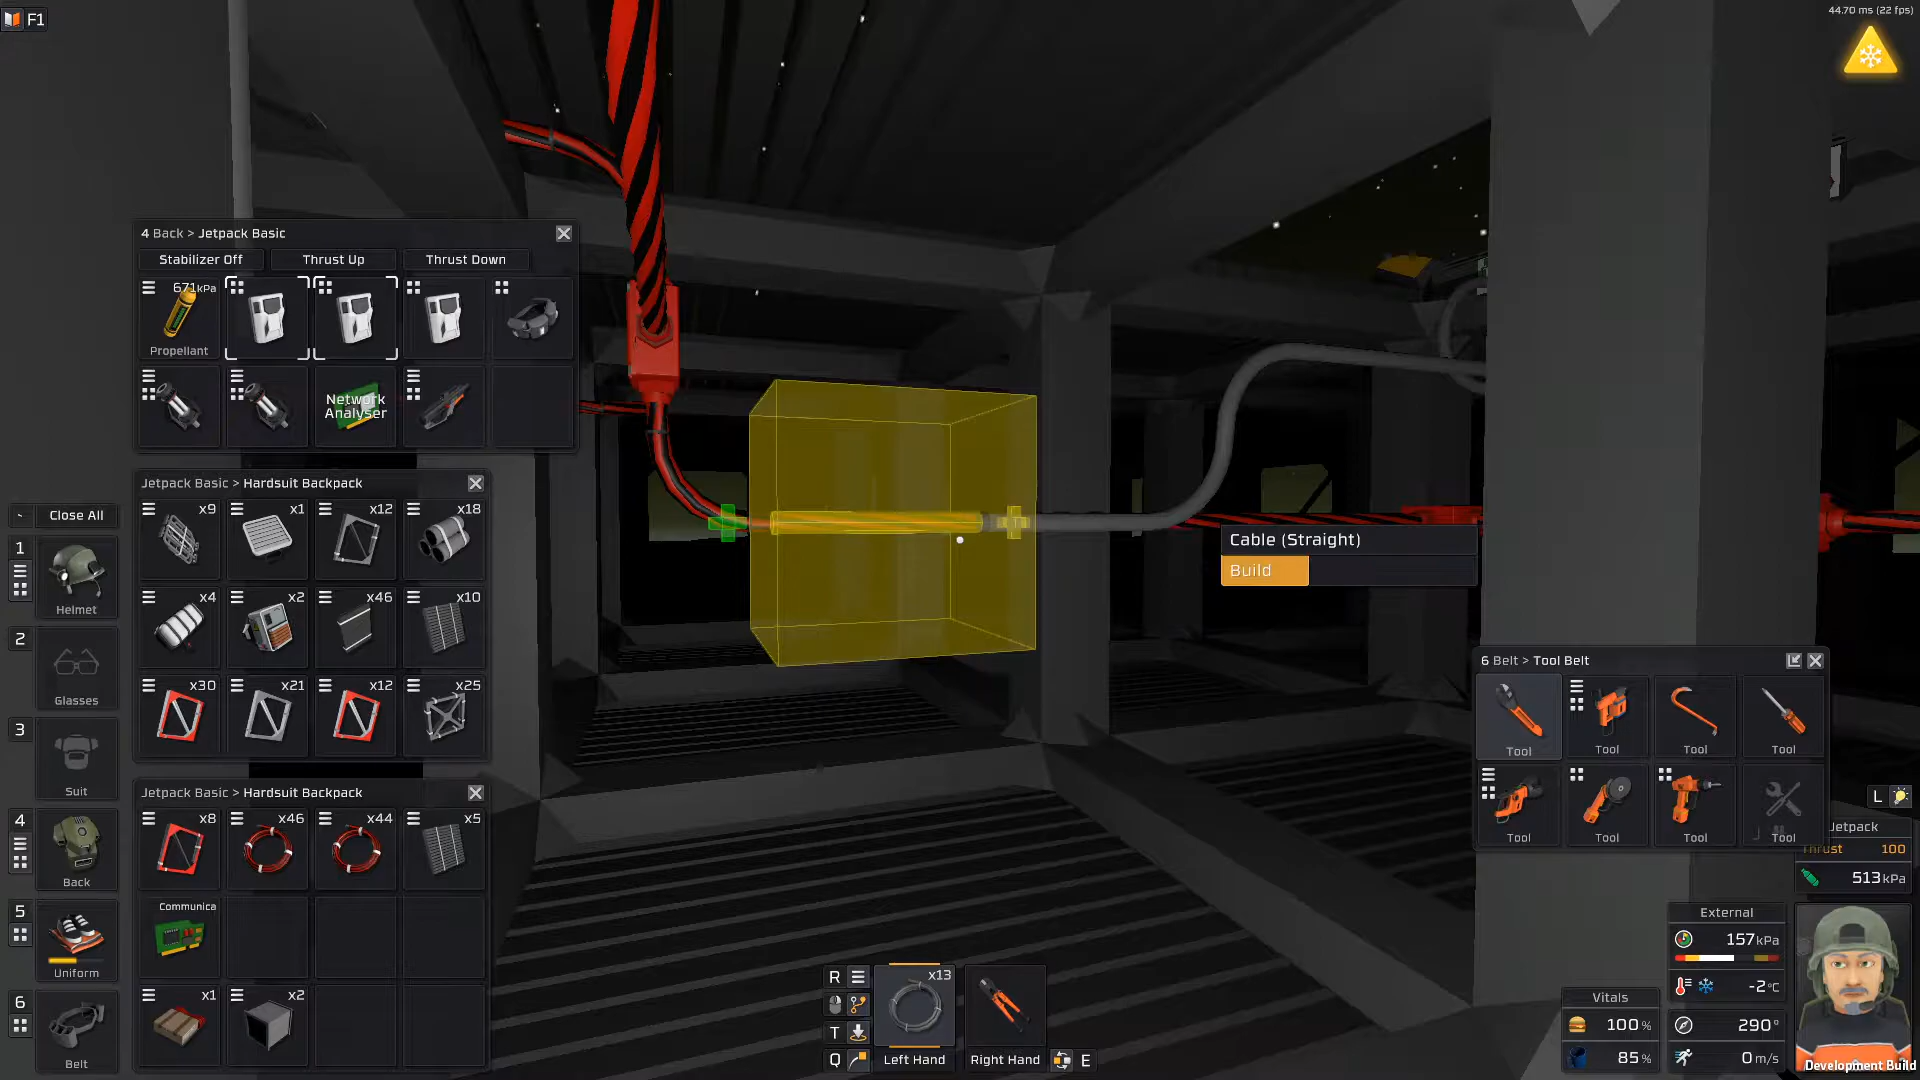 F1
44.70 ms (22 fps)
4 Back > Jetpack Basic
Stabilizer Off
Thrust Up
Thrust Down
671kPa
Propellant
Network
Analyser
Jetpack Basic > Hardsuit Backpack
x9
x1
x12
x18
x4
x2
x46
x10
x30
x21
x12
x25
Jetpack Basic > Hardsuit Backpack
x8
x46
x44
x5
Communica
x1
x2
~ Close All
1
Helmet
2
Glasses
3
Suit
4
Back
5
Uniform
6
Belt
Cable (Straight)
Build
6 Belt > Tool Belt
Tool
Tool
Tool
Tool
Tool
Tool
Tool
Tool
L
Jetpack
Thrust 100
513kPa
External
157kPa
-2°C
290°
0m/s
Vitals
100%
85%
Development Build
R
T
Q
x13
Left Hand
Right Hand
E